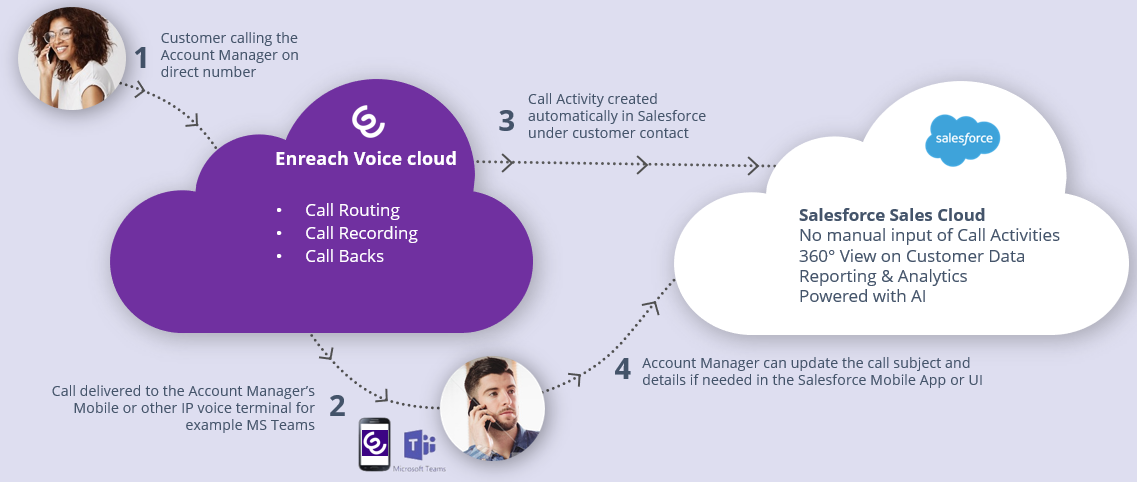 1
Customer calling the
Account Manager on
direct number
Enreach Voice cloud
• Call Routing
• Call Recording
• Call Backs
3
Call Activity created
automatically in Salesforce
under customer contact
salesforce
Salesforce Sales Cloud
No manual input of Call Activities
360° View on Customer Data
Reporting & Analytics
Powered with AI
Call delivered to the Account Manager’s
Mobile or other IP voice terminal for
example MS Teams
2
T
Microsoft Teams
4
Account Manager can update the call subject and
details if needed in the Salesforce Mobile App or UI